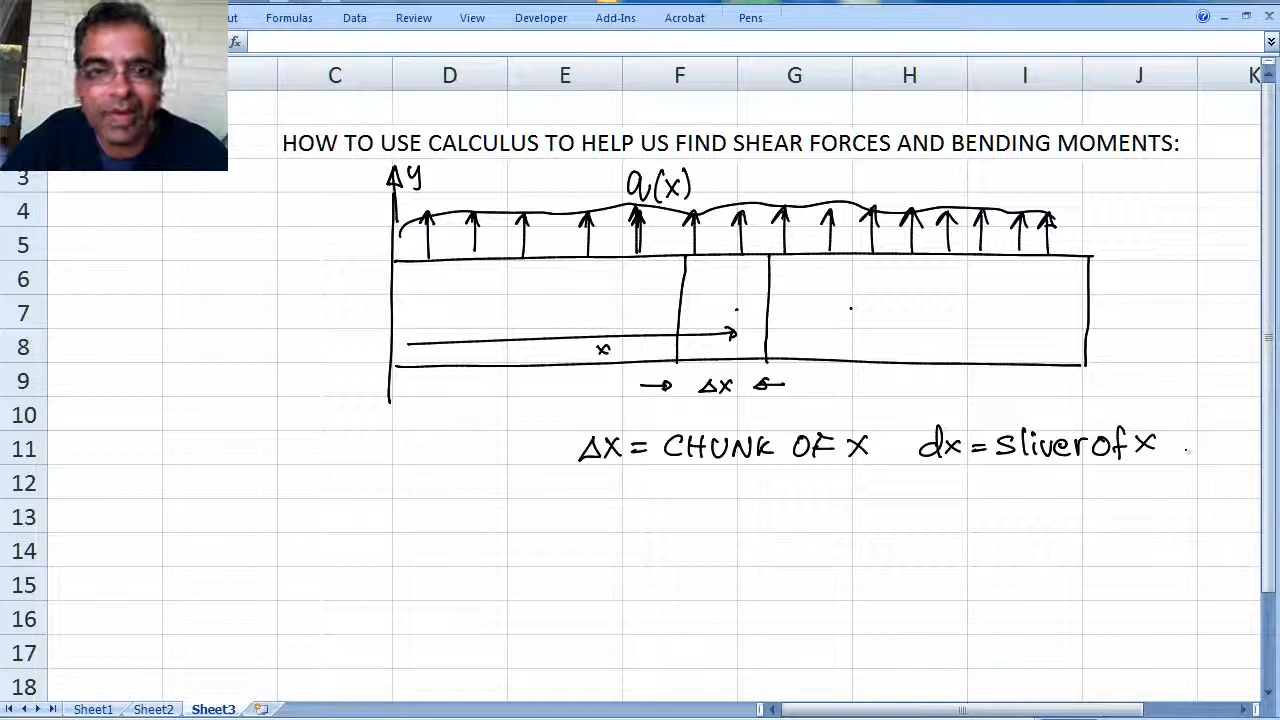 ut Formulas Data Review View Developer Add-Ins Acrobat Pens
fx
C D E F G H I J K
HOW TO USE CALCULUS TO HELP US FIND SHEAR FORCES AND BENDING MOMENTS:
y
q(x)
3
4
5
6
7
8
9
10
11
12
13
14
15
16
17
18
x
Δx
Δx = CHUNK OF X dx = sliver of x
Sheet1 Sheet2 Sheet3